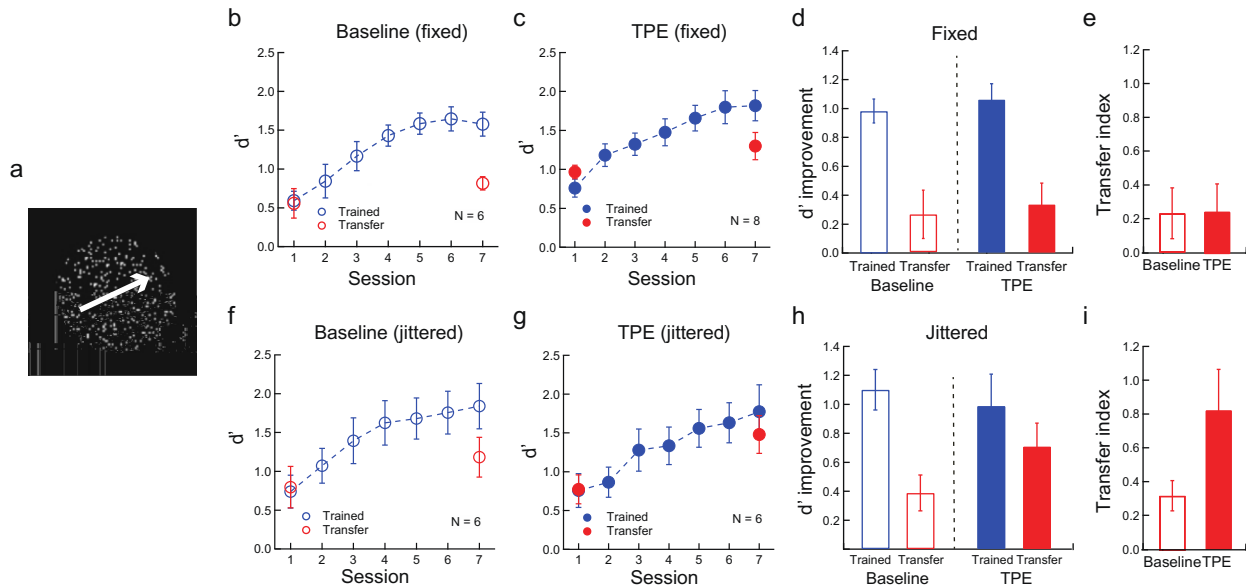 a
b
Baseline (fixed)
d'
2.5
2.0
1.5
1.0
0.5
0.0
Trained
Transfer
N = 6
1 2 3 4 5 6 7
Session
c
TPE (fixed)
d'
2.5
2.0
1.5
1.0
0.5
0.0
Trained
Transfer
N = 8
1 2 3 4 5 6 7
Session
d
Fixed
d' improvement
1.4
1.2
1.0
0.8
0.6
0.4
0.2
Trained Transfer Trained Transfer
Baseline TPE
e
Transfer index
1.2
1.0
0.8
0.6
0.4
0.2
0.0
Baseline TPE
f
Baseline (jittered)
d'
2.5
2.0
1.5
1.0
0.5
0.0
Trained
Transfer
N = 6
1 2 3 4 5 6 7
Session
g
TPE (jittered)
d'
2.5
2.0
1.5
1.0
0.5
0.0
Trained
Transfer
N = 6
1 2 3 4 5 6 7
Session
h
Jittered
d' improvement
1.4
1.2
1.0
0.8
0.6
0.4
0.2
Trained Transfer Trained Transfer
Baseline TPE
i
Transfer index
1.2
1.0
0.8
0.6
0.4
0.2
0.0
Baseline TPE